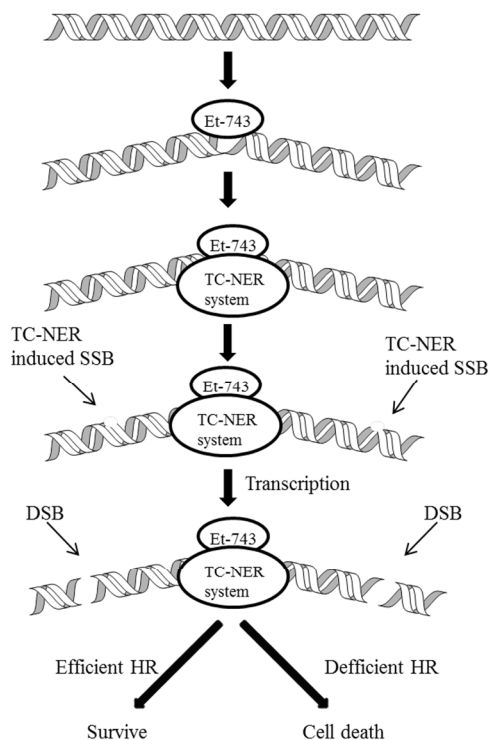 Et-743
Et-743
TC-NER
system
TC-NER
induced SSB
TC-NER
induced SSB
Et-743
TC-NER
system
Transcription
DSB
DSB
Et-743
TC-NER
system
Efficient HR
Defficient HR
Survive
Cell death